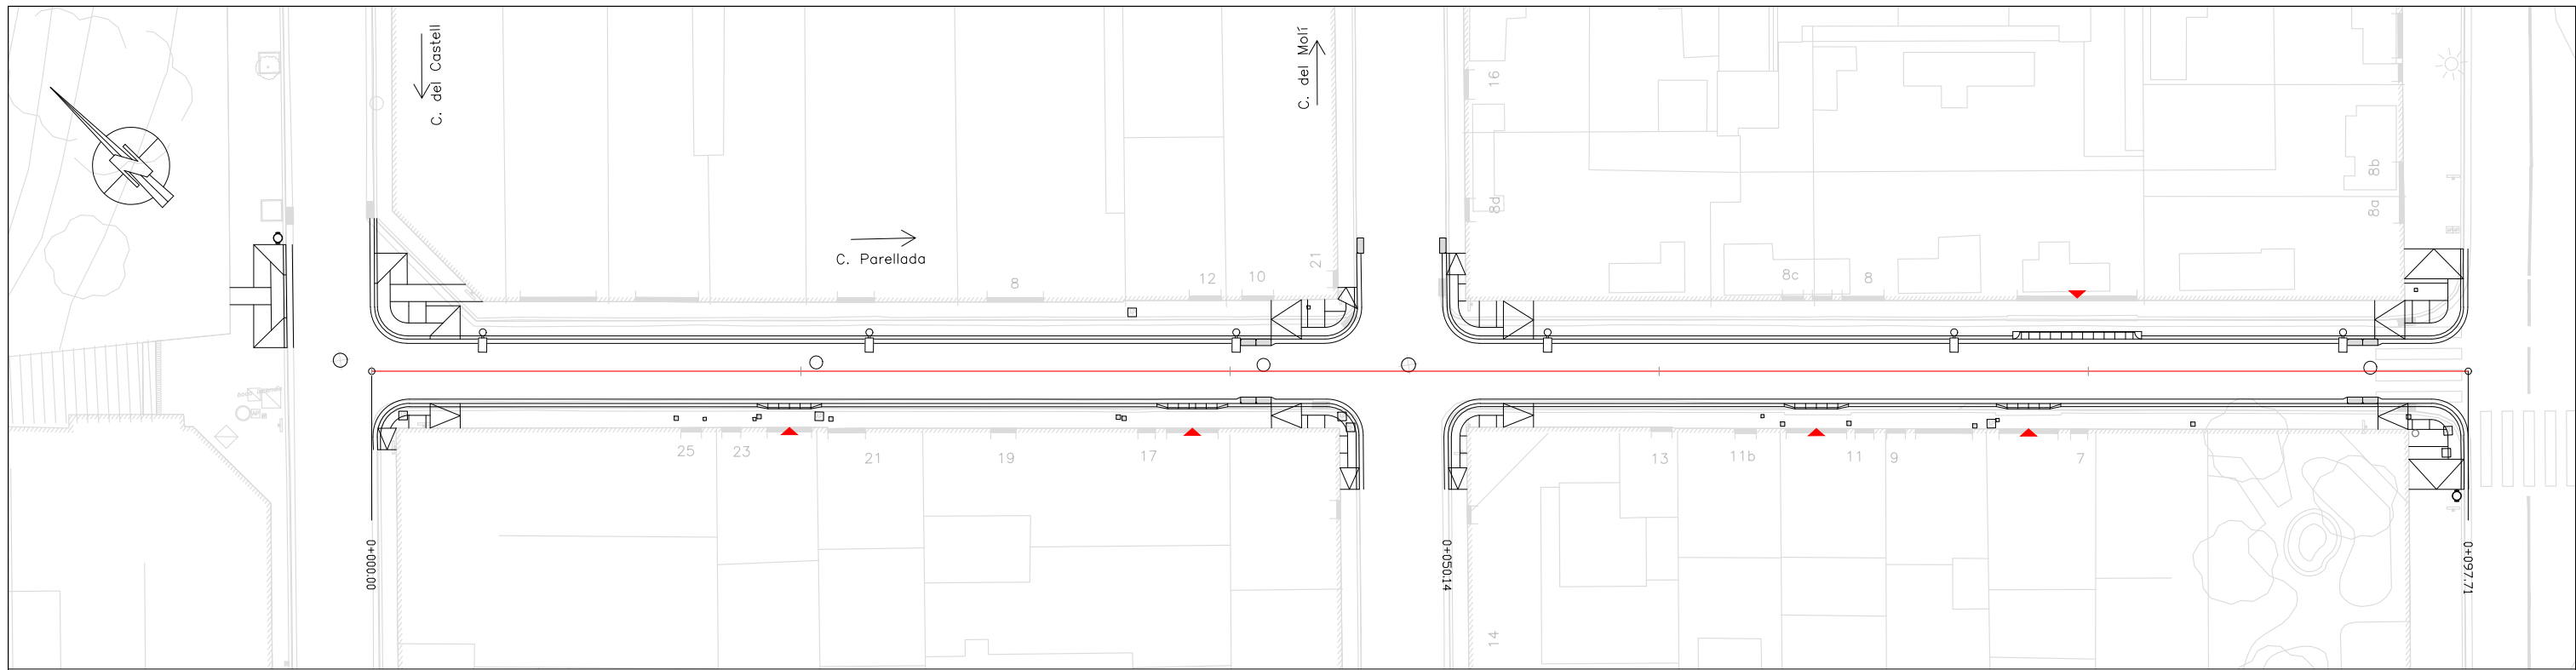 C. del Castell
C. del Molí
16
8d
8b
8a
C. Parellada
8
12
10
21
8c
8
25
23
21
19
17
13
11b
11
9
7
0+000.00
0+050.14
0+097.71
14